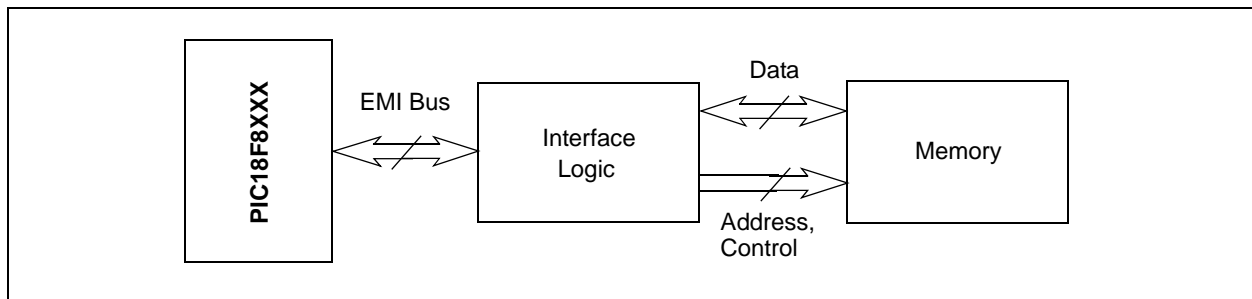 PIC18F8XXX
EMI Bus
Interface
Logic
Data
Address,
Control
Memory